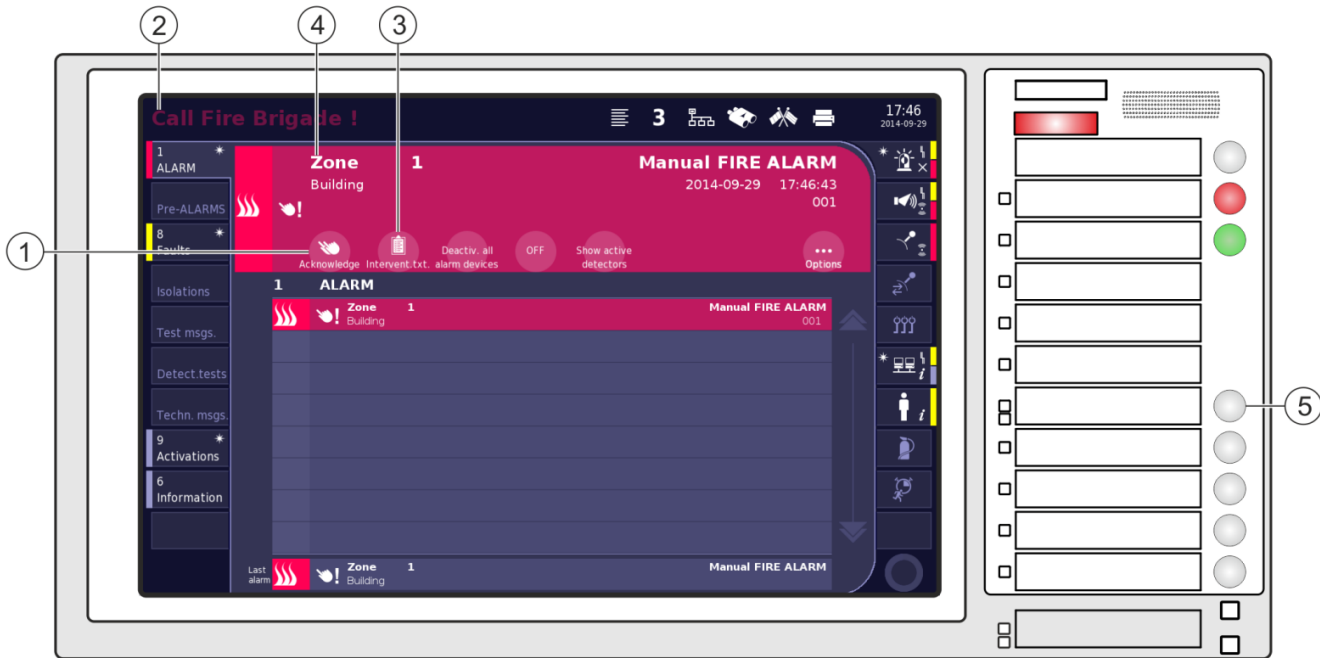 2
4
3
1
5
Call Fire Brigade !
3
17:46
2014-09-29
1
ALARM
Pre-ALARMS
8
Faults
Isolations
Test msgs.
Detect.tests
Techn. msgs.
9
Activations
6
Information
Zone 1 Manual FIRE ALARM
Building 2014-09-29 17:46:43
001
!
Acknowledge
Intervent.txt.
Deactiv. all
alarm devices
OFF
Show active
detectors
Options
1 ALARM
! Zone 1 Manual FIRE ALARM
Building 001
Last
alarm
! Zone 1 Manual FIRE ALARM
Building
i
i